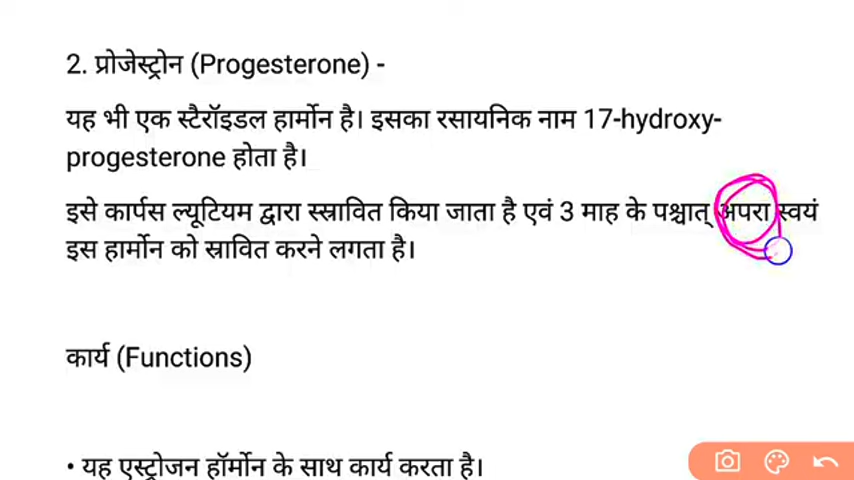 2. प्रोजेस्ट्रोन (Progesterone) -
यह भी एक स्टैरॉइडल हार्मोन है। इसका रसायनिक नाम 17-hydroxy-
progesterone होता है।
इसे कार्पस ल्यूटियम द्वारा स्स्रावित किया जाता है एवं 3 माह के पश्चात् अपरा स्वयं
इस हार्मोन को स्रावित करने लगता है।
कार्य (Functions)
• यह एस्ट्रोजन हॉर्मोन के साथ कार्य करता है।